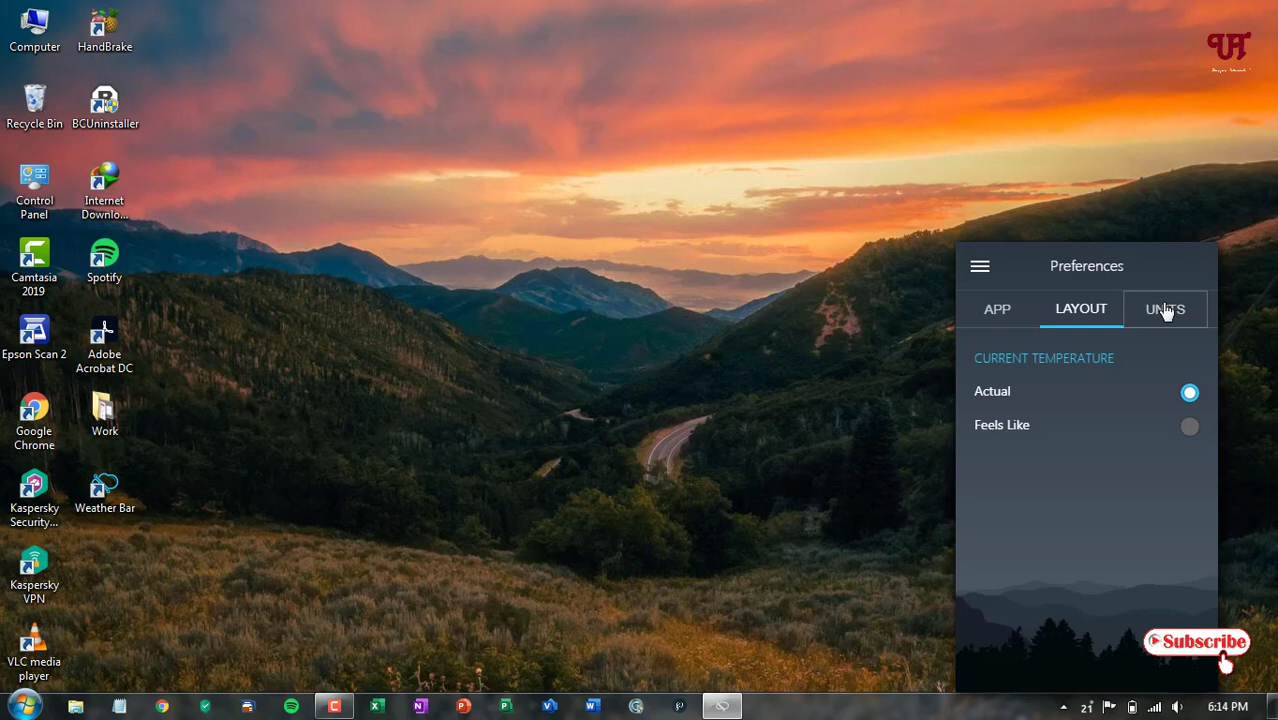 Computer
HandBrake
Recycle Bin
BCUninstaller
Control
Panel
Internet
Downlo...
Camtasia
2019
Spotify
Epson Scan 2
Adobe
Acrobat DC
Google
Chrome
Work
Kaspersky
Security...
Weather Bar
Kaspersky
VPN
VLC media
player
Preferences
APP
LAYOUT
UNITS
CURRENT TEMPERATURE
Actual
Feels Like
Subscribe
6:14 PM